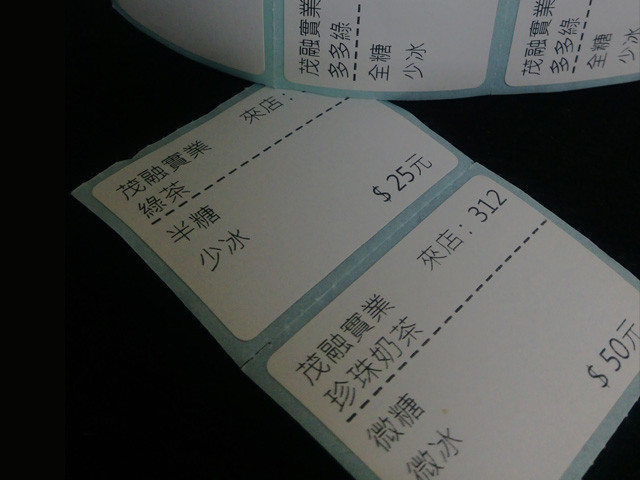 茂融實業
多多綠
全糖
少冰
茂融實業
多多綠
全糖
少冰
來店:
茂融實業
綠茶
半糖
少冰
$25元
來店: 312
茂融實業
珍珠奶茶
微糖
微冰
$50元